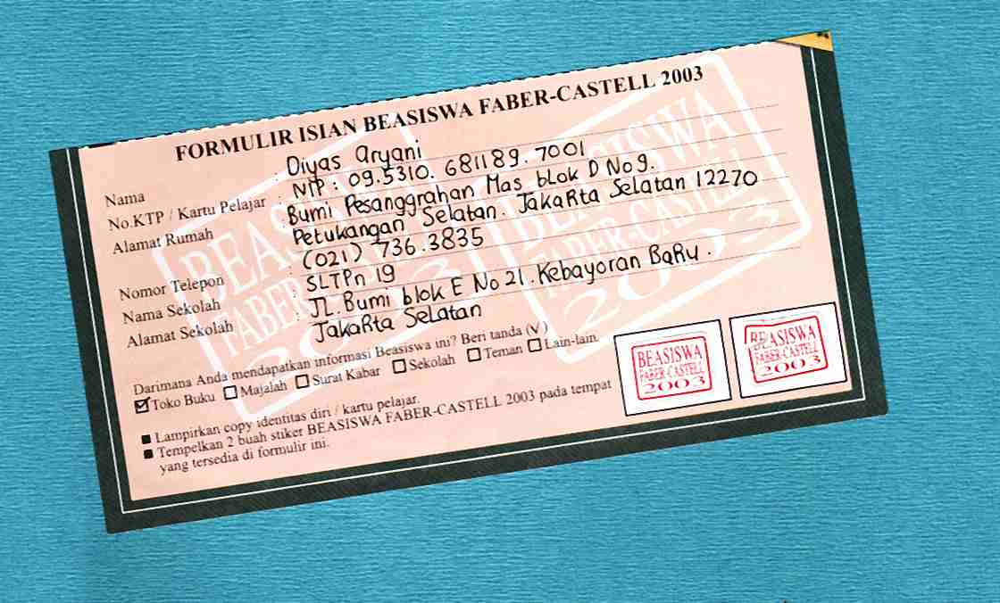 FORMULIR ISIAN BEASISWA FABER-CASTELL 2003
Nama : Diyas Aryani
No.KTP / Kartu Pelajar : NIP : 09.5310. 681189. 7001
Alamat Rumah : Bumi Pesanggrahan Mas blok D No 9.
Petukangan Selatan. JakaRta Selatan 12270
Nomor Telepon : (021) 736.3835
Nama Sekolah : SLTPn 19
Alamat Sekolah : JL. Bumi blok E No 21. Kebayoran BaRu.
JakaRta Selatan
Darimana Anda mendapatkan informasi Beasiswa ini? Beri tanda (√)
☑ Toko Buku ☐ Majalah ☐ Surat Kabar ☐ Sekolah ☐ Teman ☐ Lain-lain
■ Lampirkan copy identitas diri / kartu pelajar.
■ Tempelkan 2 buah stiker BEASISWA FABER-CASTELL 2003 pada tempat
yang tersedia di formulir ini.
BEASISWA
FABER-CASTELL
2003
BEASISWA
FABER-CASTELL
2003
BEASISWA
FABER-CASTELL
2003
BEASISWA
FABER-CASTELL
2003